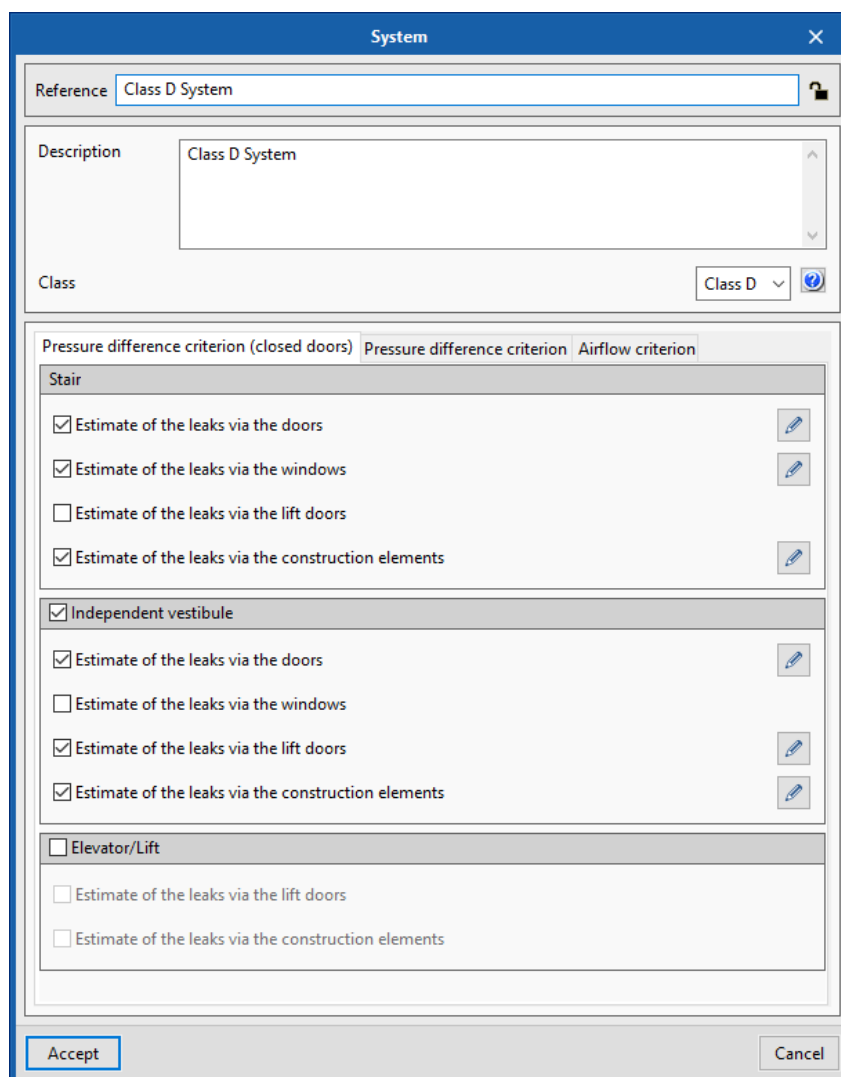 System
Reference Class D System
Description Class D System
Class Class D
Pressure difference criterion (closed doors) Pressure difference criterion Airflow criterion
Stair
Estimate of the leaks via the doors
Estimate of the leaks via the windows
Estimate of the leaks via the lift doors
Estimate of the leaks via the construction elements
Independent vestibule
Estimate of the leaks via the doors
Estimate of the leaks via the windows
Estimate of the leaks via the lift doors
Estimate of the leaks via the construction elements
Elevator/Lift
Estimate of the leaks via the lift doors
Estimate of the leaks via the construction elements
Accept Cancel